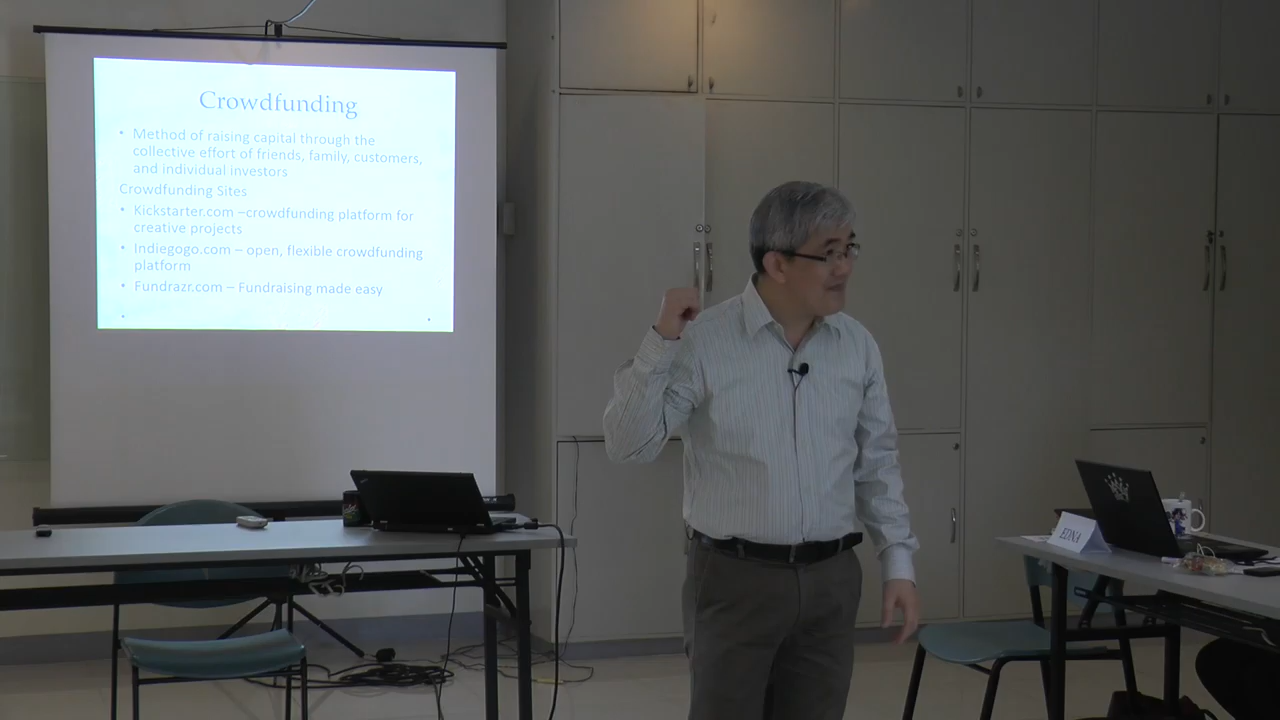 Crowdfunding
• Method of raising capital through the
collective effort of friends, family, customers,
and individual investors
Crowdfunding Sites
• Kickstarter.com –crowdfunding platform for
creative projects
• Indiegogo.com – open, flexible crowdfunding
platform
• Fundrazr.com – Fundraising made easy
EDNA